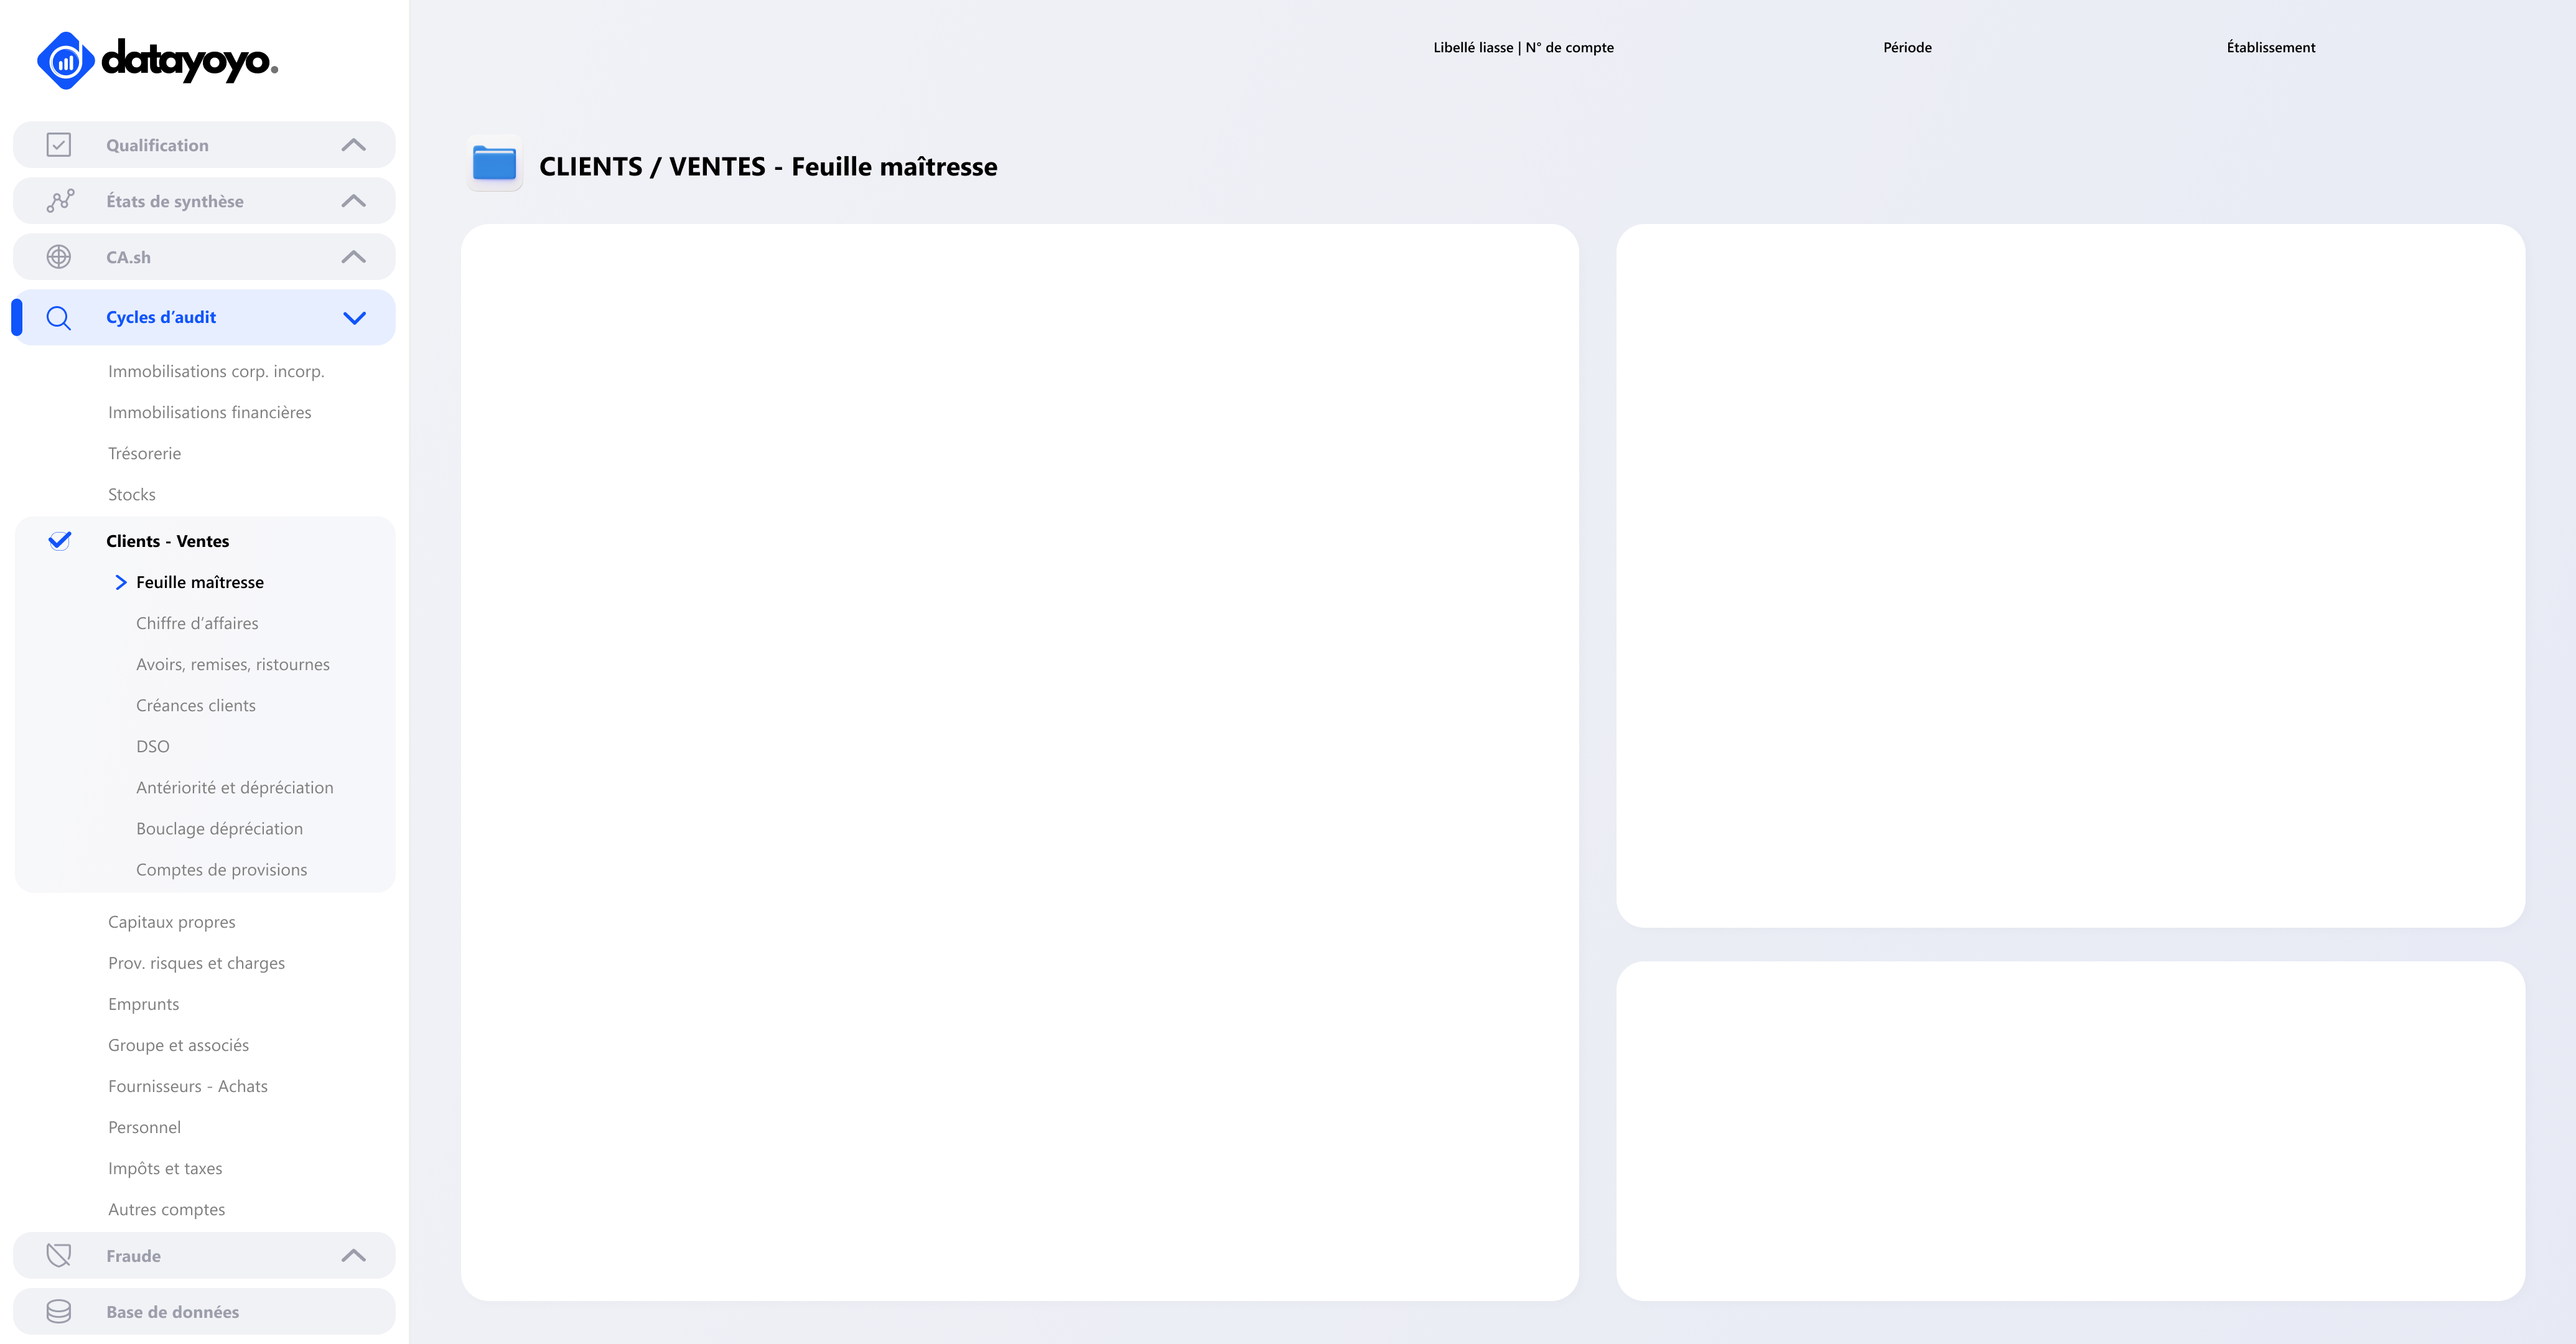 datayoyo.
Qualification
États de synthèse
CA.sh
Cycles d’audit
Immobilisations corp. incorp.
Immobilisations financières
Trésorerie
Stocks
Clients - Ventes
Feuille maîtresse
Chiffre d’affaires
Avoirs, remises, ristournes
Créances clients
DSO
Antériorité et dépréciation
Bouclage dépréciation
Comptes de provisions
Capitaux propres
Prov. risques et charges
Emprunts
Groupe et associés
Fournisseurs - Achats
Personnel
Impôts et taxes
Autres comptes
Fraude
Base de données
Libellé liasse | N° de compte
Période
Établissement
CLIENTS / VENTES - Feuille maîtresse